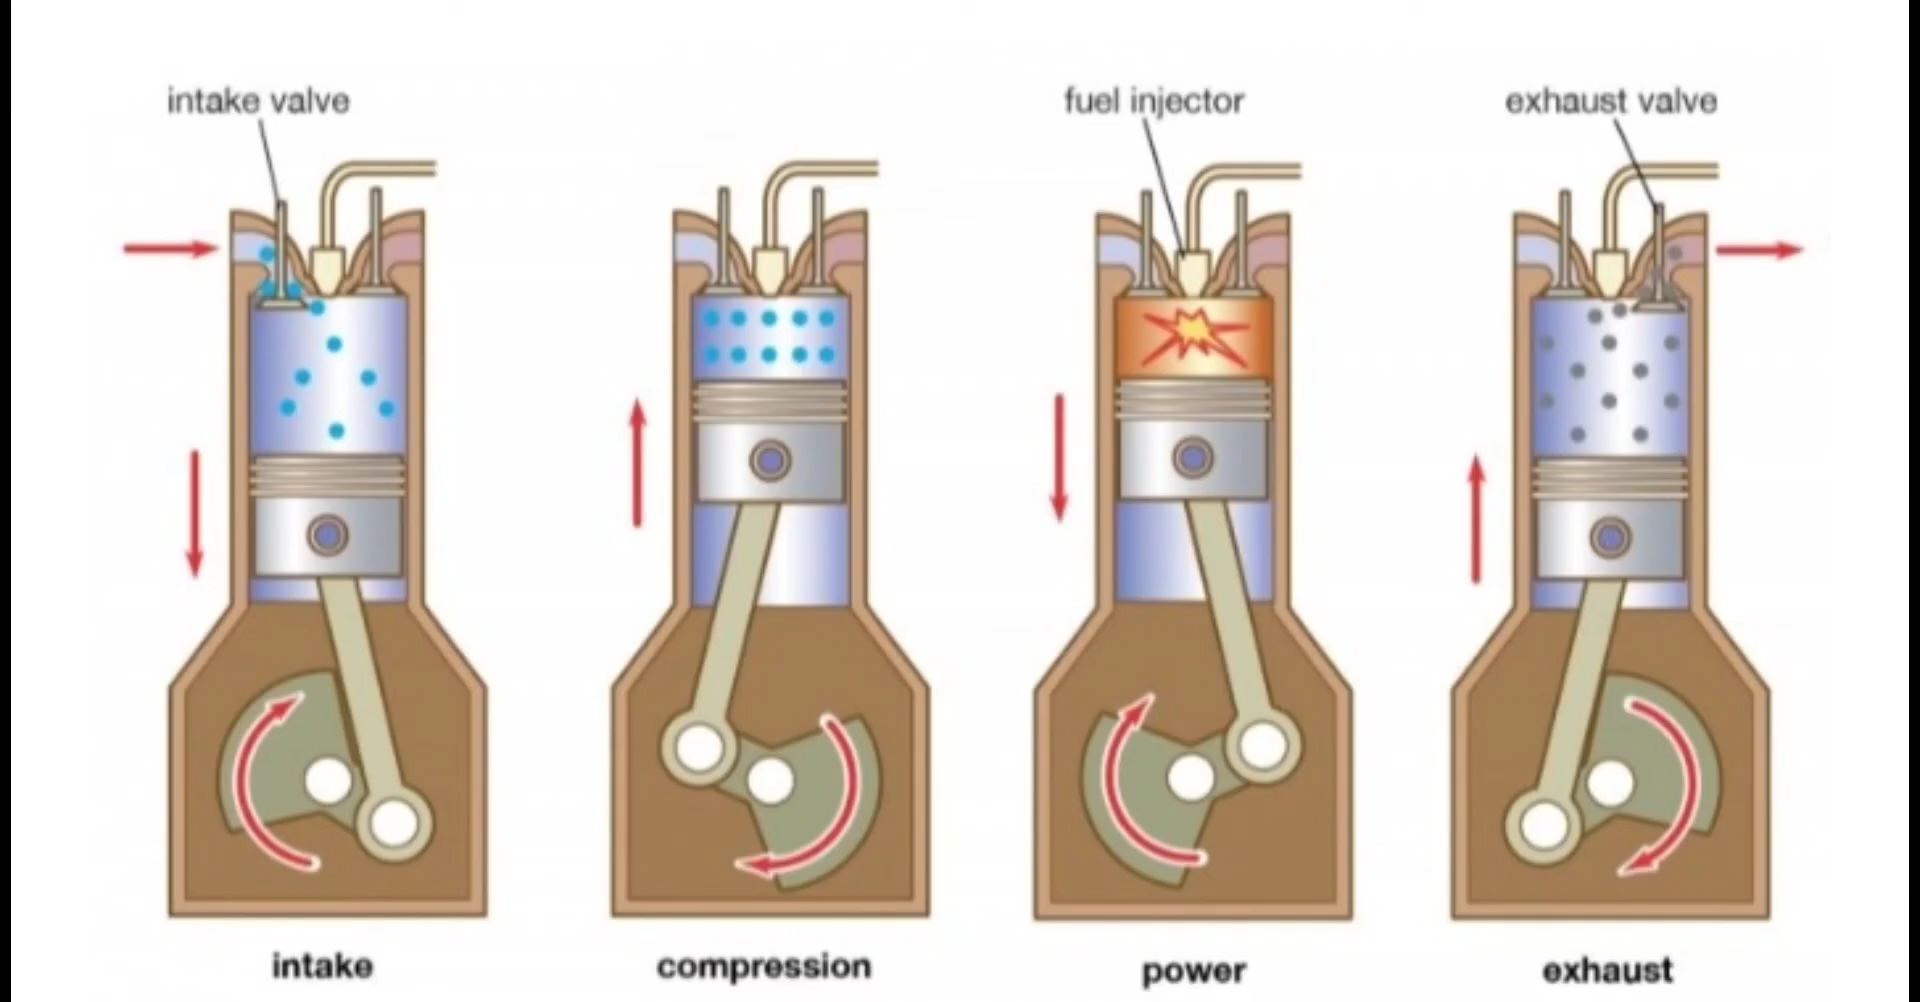 intake valve
fuel injector
exhaust valve
intake
compression
power
exhaust